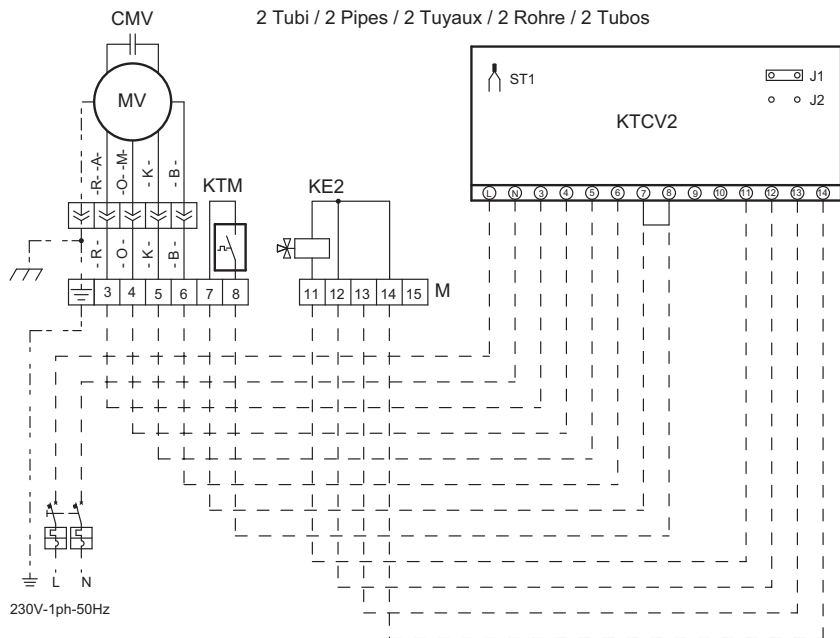 2 Tubi / 2 Pipes / 2 Tuyaux / 2 Rohre / 2 Tubos
CMV
MV
ST1
J1
J2
KTCV2
-R- -A-
-O- -M-
-K-
-B-
KTM
KE2
L N 3 4 5 6 7 8 9 10 11 12 13 14
-R-
-O-
-K-
-B-
3 4 5 6 7 8
11 12 13 14 15 M
L N
230V-1ph-50Hz